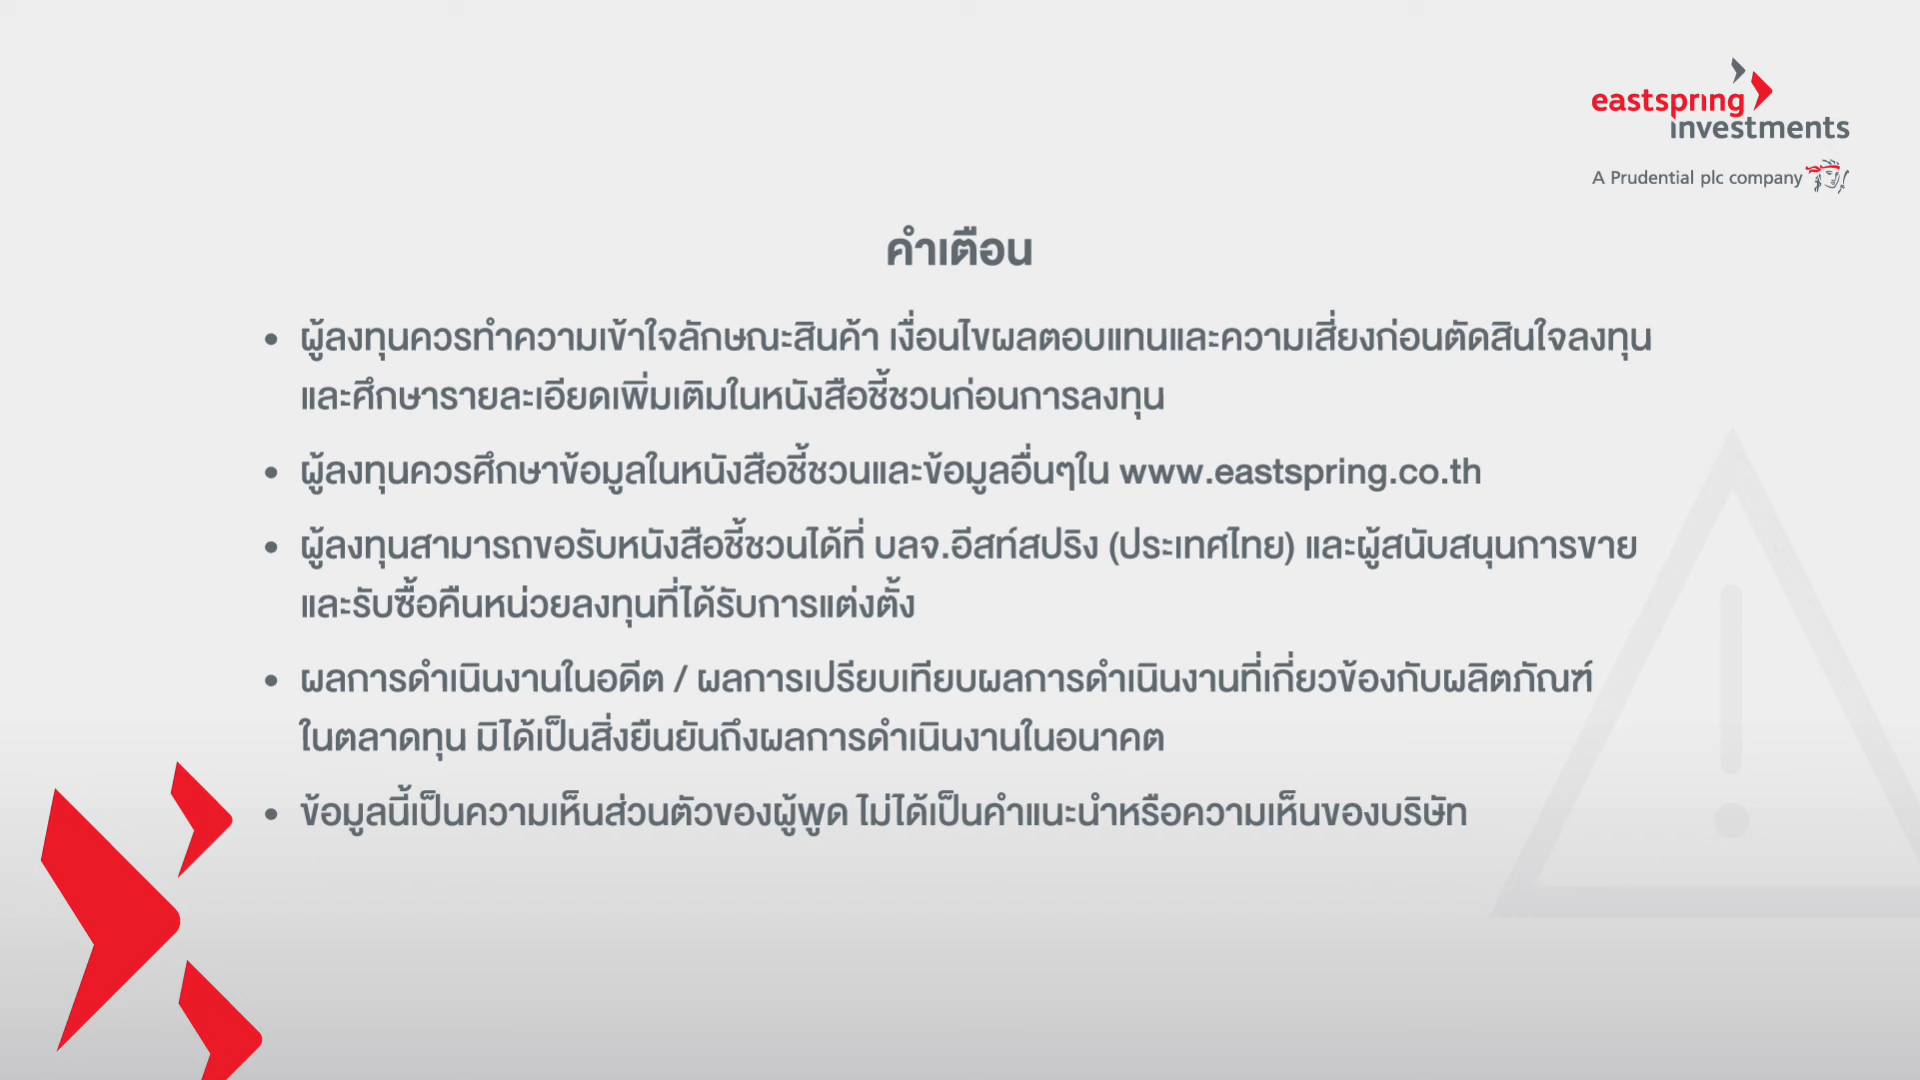 eastspring
investments
A Prudential plc company
คำเตือน
• ผู้ลงทุนควรทำความเข้าใจลักษณะสินค้า เงื่อนไขผลตอบแทนและความเสี่ยงก่อนตัดสินใจลงทุน
และศึกษารายละเอียดเพิ่มเติมในหนังสือชี้ชวนก่อนการลงทุน
• ผู้ลงทุนควรศึกษาข้อมูลในหนังสือชี้ชวนและข้อมูลอื่นๆใน www.eastspring.co.th
• ผู้ลงทุนสามารถขอรับหนังสือชี้ชวนได้ที่ บลจ.อีสท์สปริง (ประเทศไทย) และผู้สนับสนุนการขาย
และรับซื้อคืนหน่วยลงทุนที่ได้รับการแต่งตั้ง
• ผลการดำเนินงานในอดีต / ผลการเปรียบเทียบผลการดำเนินงานที่เกี่ยวข้องกับผลิตภัณฑ์
ในตลาดทุน มิได้เป็นสิ่งยืนยันถึงผลการดำเนินงานในอนาคต
• ข้อมูลนี้เป็นความเห็นส่วนตัวของผู้พูด ไม่ได้เป็นคำแนะนำหรือความเห็นของบริษัท